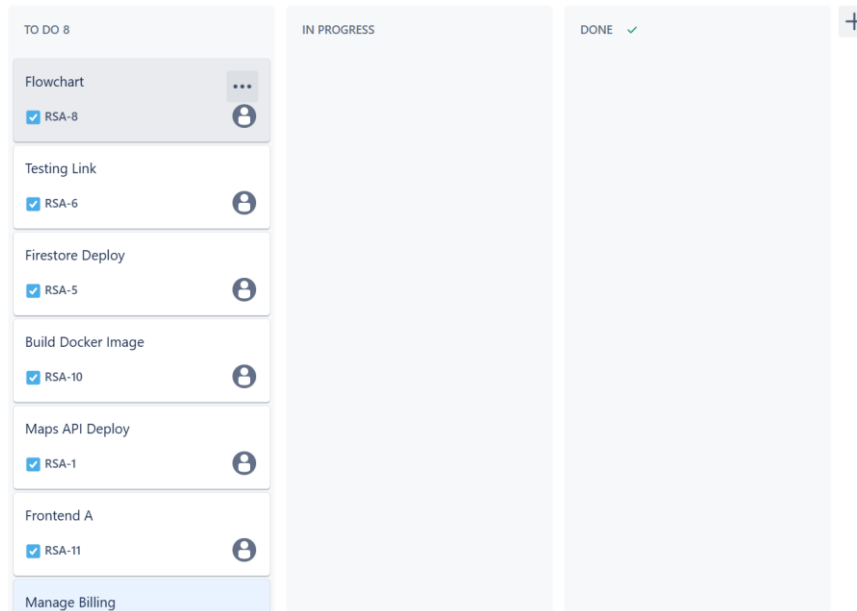 TO DO 8
IN PROGRESS
DONE
Flowchart
RSA-8
Testing Link
RSA-6
Firestore Deploy
RSA-5
Build Docker Image
RSA-10
Maps API Deploy
RSA-1
Frontend A
RSA-11
Manage Billing